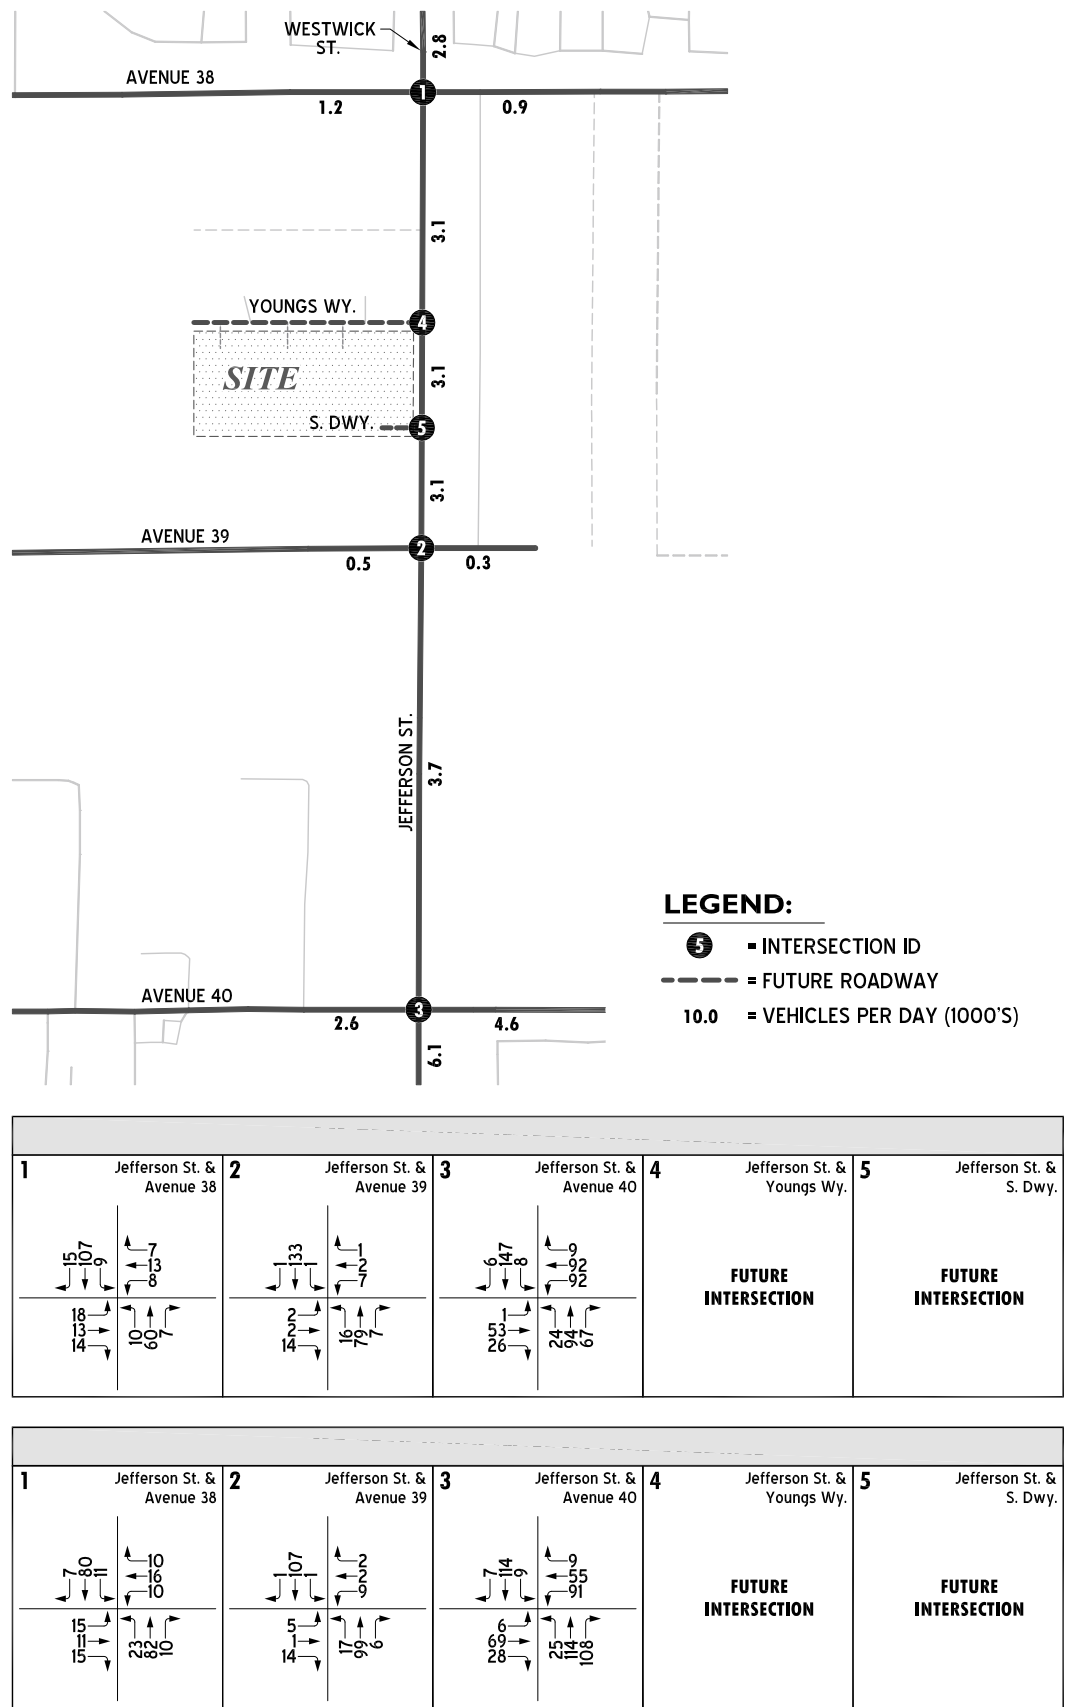 WESTWICK
ST.
2.8
AVENUE 38
1
1.2
0.9
3.1
YOUNGS WY.
4
SITE
3.1
S. DWY.
5
3.1
AVENUE 39
2
0.5
0.3
JEFFERSON ST.
3.7
LEGEND:
5 = INTERSECTION ID
= FUTURE ROADWAY
10.0 = VEHICLES PER DAY (1000'S)
AVENUE 40
3
2.6
4.6
6.1
1 Jefferson St. &
Avenue 38
15 107 9
7
13
8
18
13
14
10 60 7
2 Jefferson St. &
Avenue 39
1 133 1
1
2
7
2
2
14
16 79 7
3 Jefferson St. &
Avenue 40
6 147 8
9
92
92
1
53
26
24 94 67
4 Jefferson St. &
Youngs Wy.
FUTURE
INTERSECTION
5 Jefferson St. &
S. Dwy.
FUTURE
INTERSECTION
1 Jefferson St. &
Avenue 38
7 80 11
10
16
10
15
11
15
23 82 10
2 Jefferson St. &
Avenue 39
1 107 1
2
2
9
5
1
14
17 99 6
3 Jefferson St. &
Avenue 40
7 114 9
9
55
91
6
69
28
25 114 108
4 Jefferson St. &
Youngs Wy.
FUTURE
INTERSECTION
5 Jefferson St. &
S. Dwy.
FUTURE
INTERSECTION